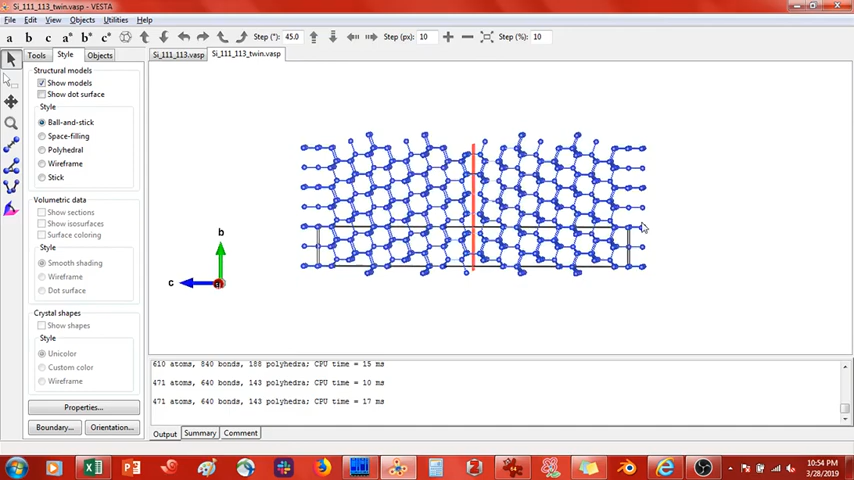 Si_111_113_twin.vasp - VESTA
File Edit View Objects Utilities Help
a b c a* b* c* Step (°): 45.0 Step (px): 10 Step (%): 10
Tools Style Objects
Si_111_113.vasp Si_111_113_twin.vasp
Structural models
Show models
Show dot surface
Style
Ball-and-stick
Space-filling
Polyhedral
Wireframe
Stick
Volumetric data
Show sections
Show isosurfaces
Surface coloring
Style
Smooth shading
Wireframe
Dot surface
Crystal shapes
Show shapes
Style
Unicolor
Custom color
Wireframe
Properties...
Boundary... Orientation...
b
c
a
610 atoms, 840 bonds, 188 polyhedra; CPU time = 15 ms
471 atoms, 640 bonds, 143 polyhedra; CPU time = 10 ms
471 atoms, 640 bonds, 143 polyhedra; CPU time = 17 ms
Output Summary Comment
10:54 PM
3/28/2019